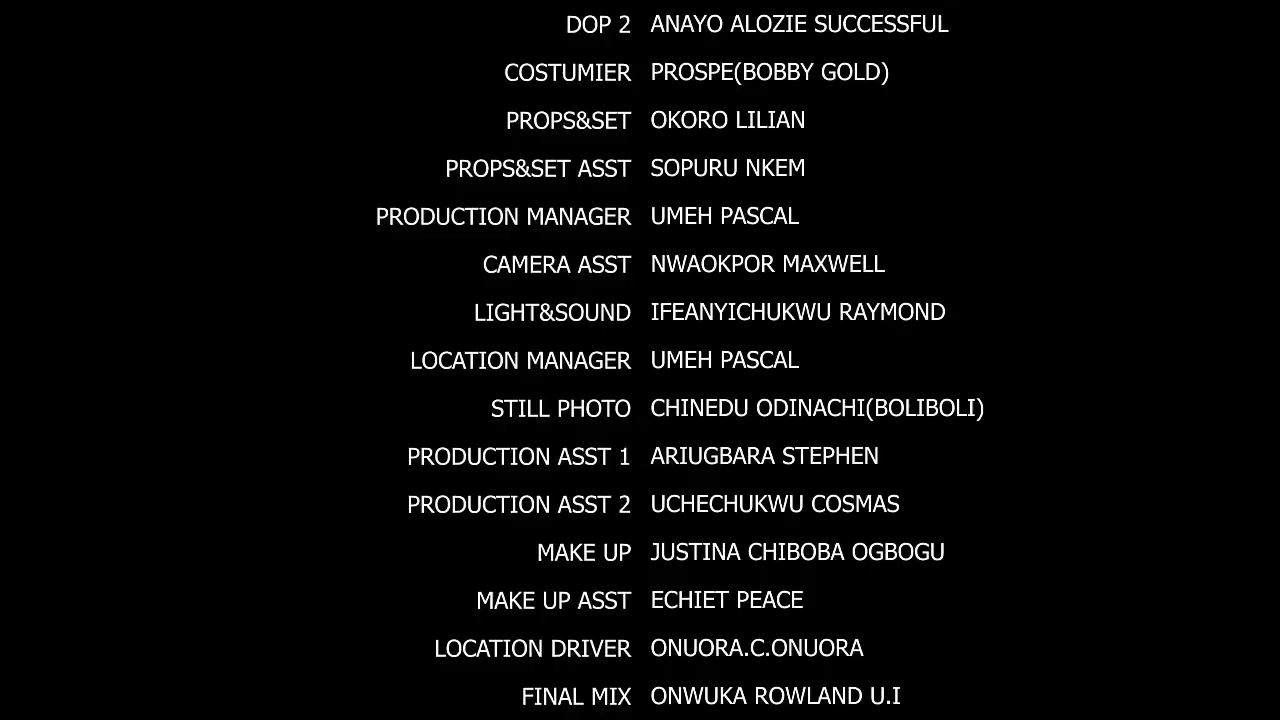 DOP 2 ANAYO ALOZIE SUCCESSFUL
COSTUMIER PROSPE(BOBBY GOLD)
PROPS&SET OKORO LILIAN
PROPS&SET ASST SOPURU NKEM
PRODUCTION MANAGER UMEH PASCAL
CAMERA ASST NWAOKPOR MAXWELL
LIGHT&SOUND IFEANYICHUKWU RAYMOND
LOCATION MANAGER UMEH PASCAL
STILL PHOTO CHINEDU ODINACHI(BOLIBOLI)
PRODUCTION ASST 1 ARIUGBARA STEPHEN
PRODUCTION ASST 2 UCHECHUKWU COSMAS
MAKE UP JUSTINA CHIBOBA OGBOGU
MAKE UP ASST ECHIET PEACE
LOCATION DRIVER ONUORA.C.ONUORA
FINAL MIX ONWUKA ROWLAND U.I